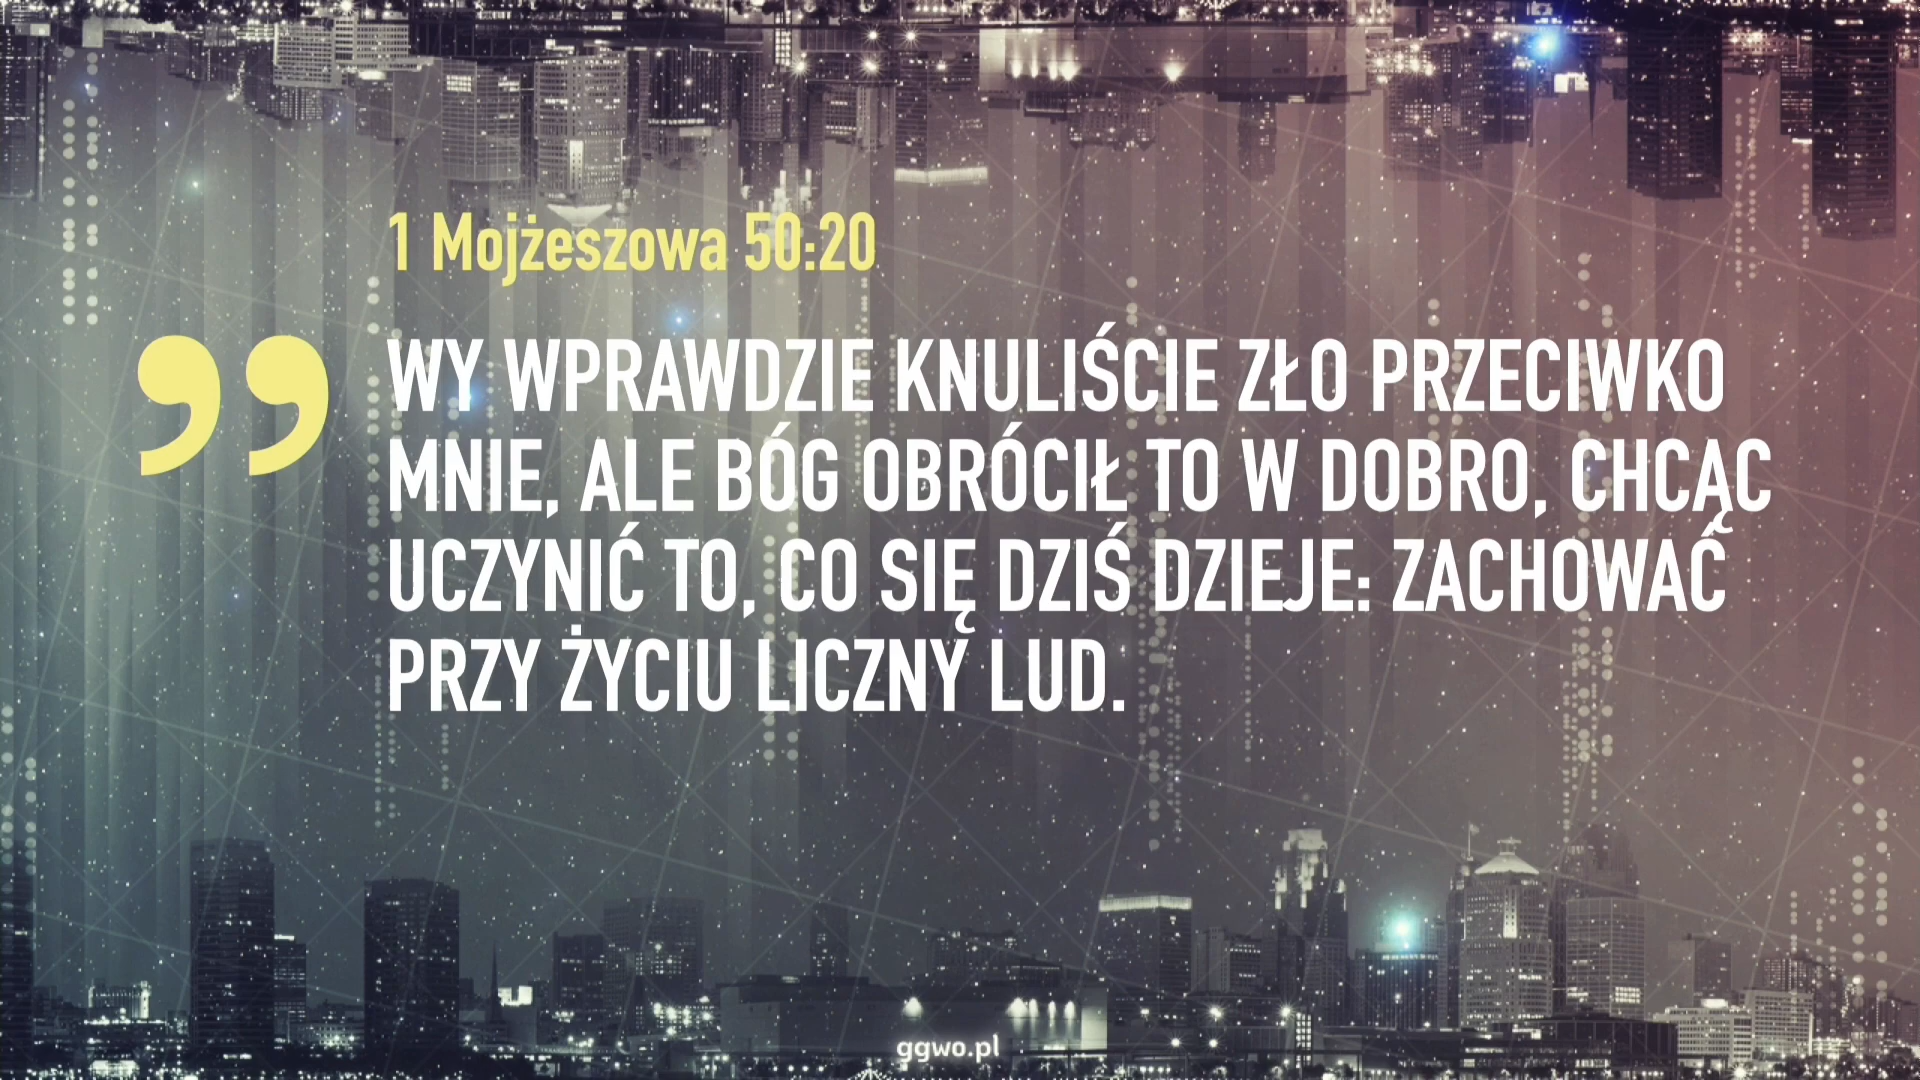 1 Mojżeszowa 50:20
” WY WPRAWDZIE KNULIŚCIE ZŁO PRZECIWKO
MNIE, ALE BÓG OBRÓCIŁ TO W DOBRO, CHCĄC
UCZYNIĆ TO, CO SIĘ DZIŚ DZIEJE: ZACHOWAĆ
PRZY ŻYCIU LICZNY LUD.
ggwo.pl